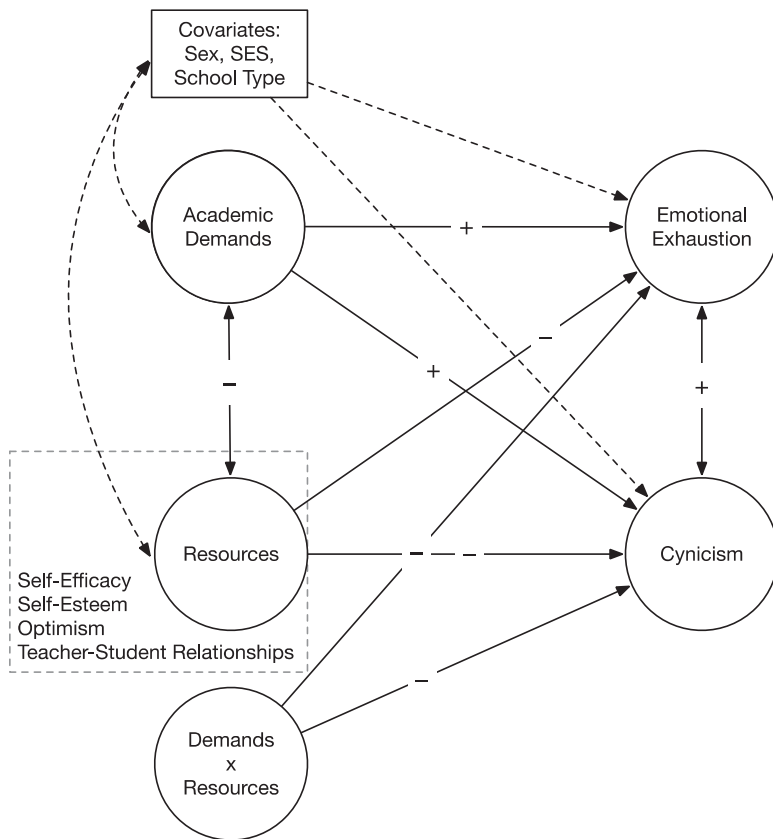 Covariates:
Sex, SES,
School Type
Academic
Demands
Emotional
Exhaustion
+
−
+
−
+
Resources
− −
Cynicism
Self-Efficacy
Self-Esteem
Optimism
Teacher-Student Relationships
−
Demands
x
Resources